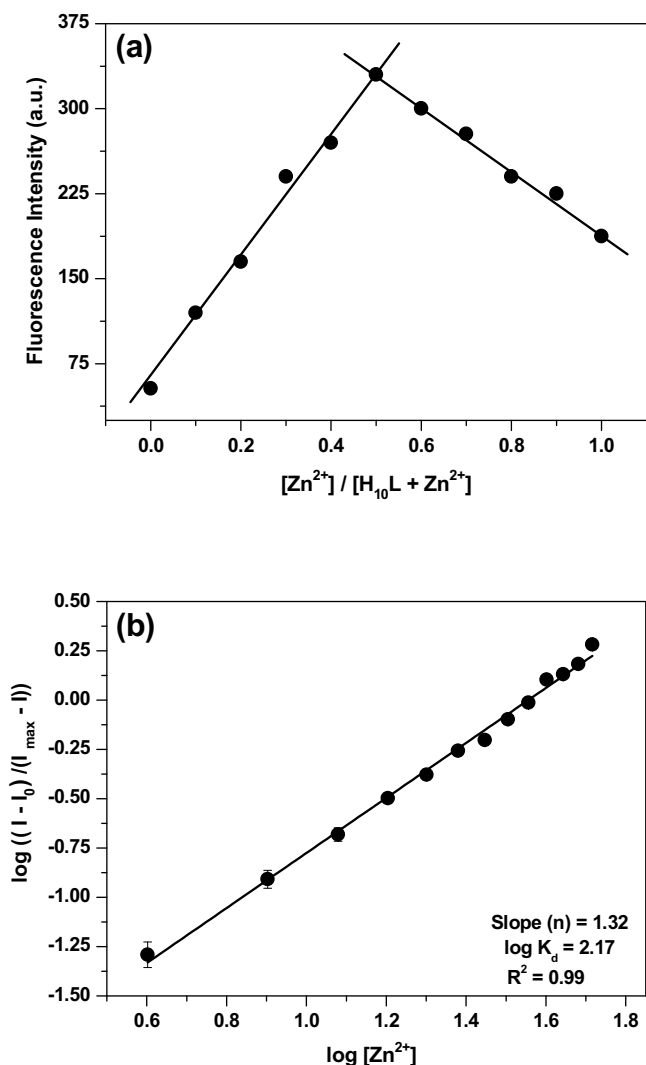 (a)
Fluorescence Intensity (a.u.)
375
300
225
150
75
0.0 0.2 0.4 0.6 0.8 1.0
[Zn²⁺] / [H₁₀L + Zn²⁺]
(b)
log (( I - I₀) /(I max - I))
0.50
0.25
0.00
-0.25
-0.50
-0.75
-1.00
-1.25
-1.50
Slope (n) = 1.32
log K_d = 2.17
R² = 0.99
0.6 0.8 1.0 1.2 1.4 1.6 1.8
log [Zn²⁺]